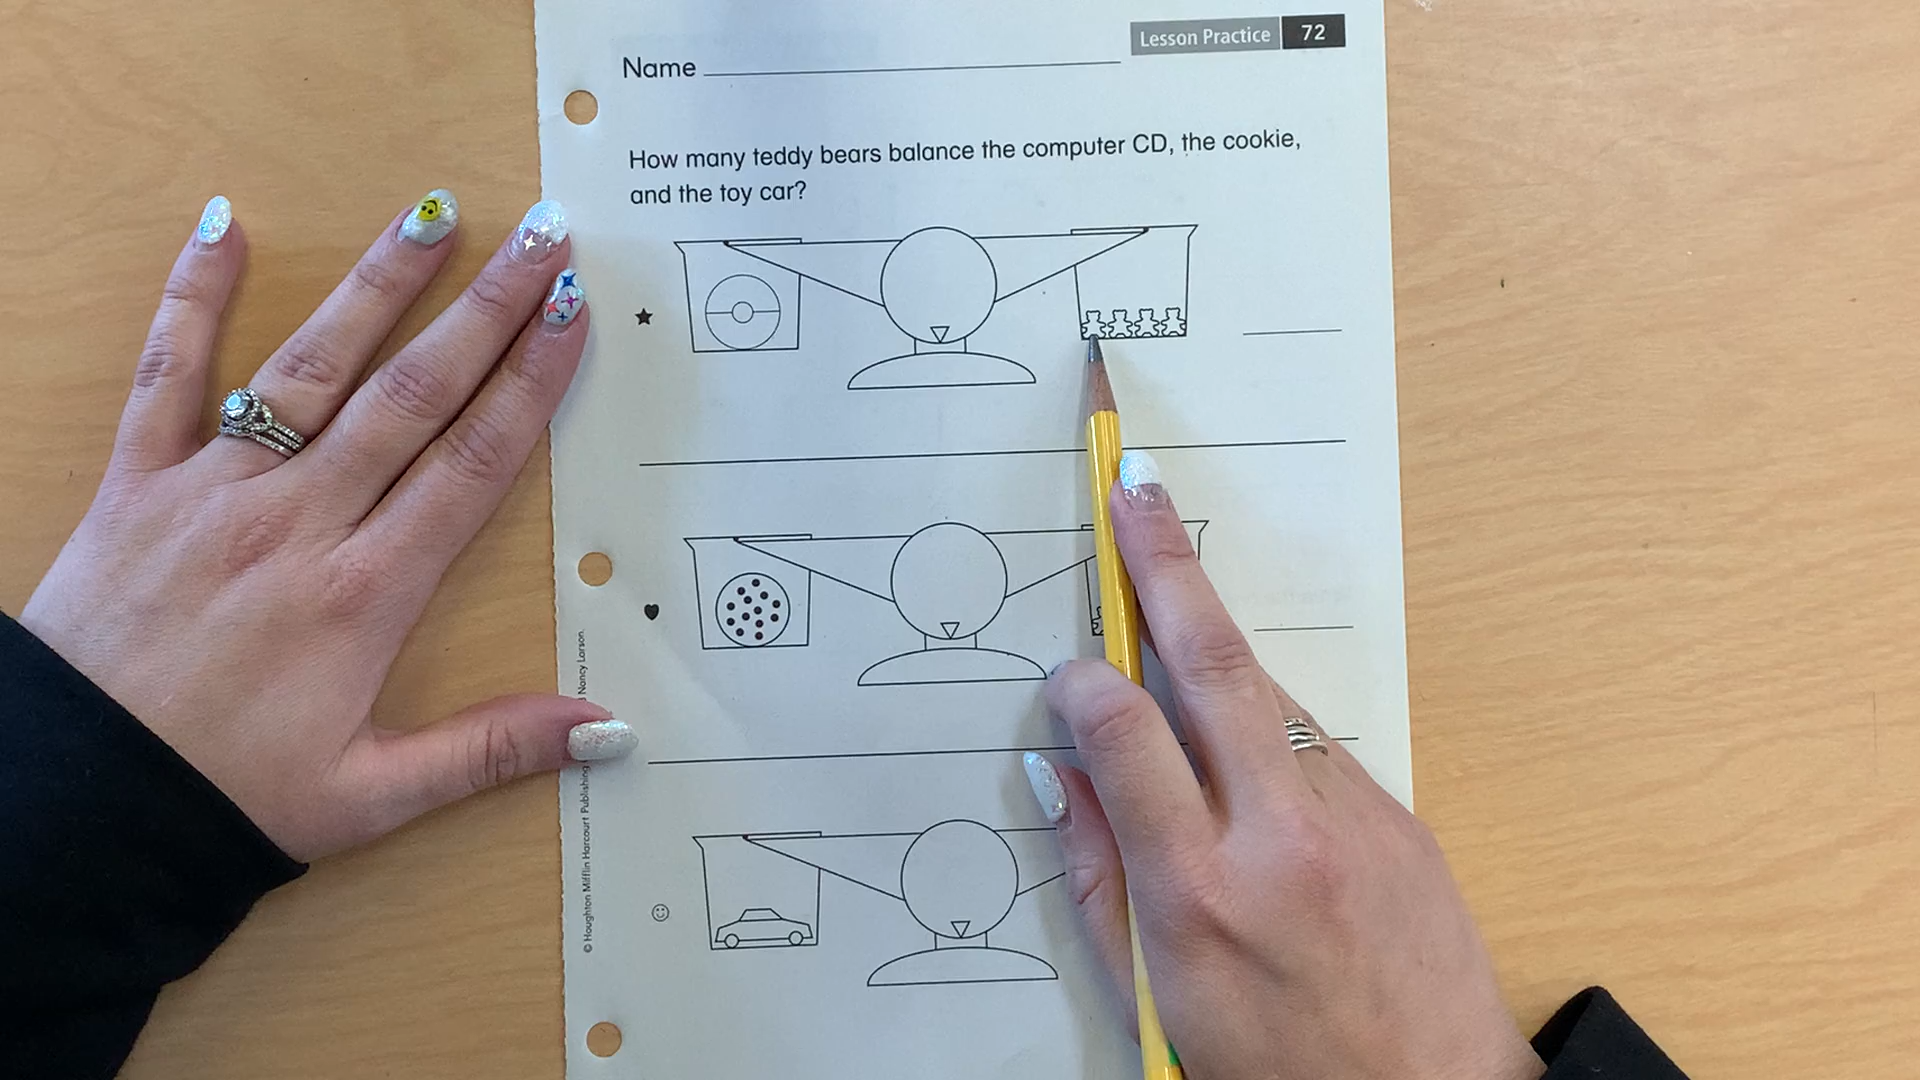 Lesson Practice 72
Name
How many teddy bears balance the computer CD, the cookie,
and the toy car?
© Houghton Mifflin Harcourt Publishing
Nancy Larson.